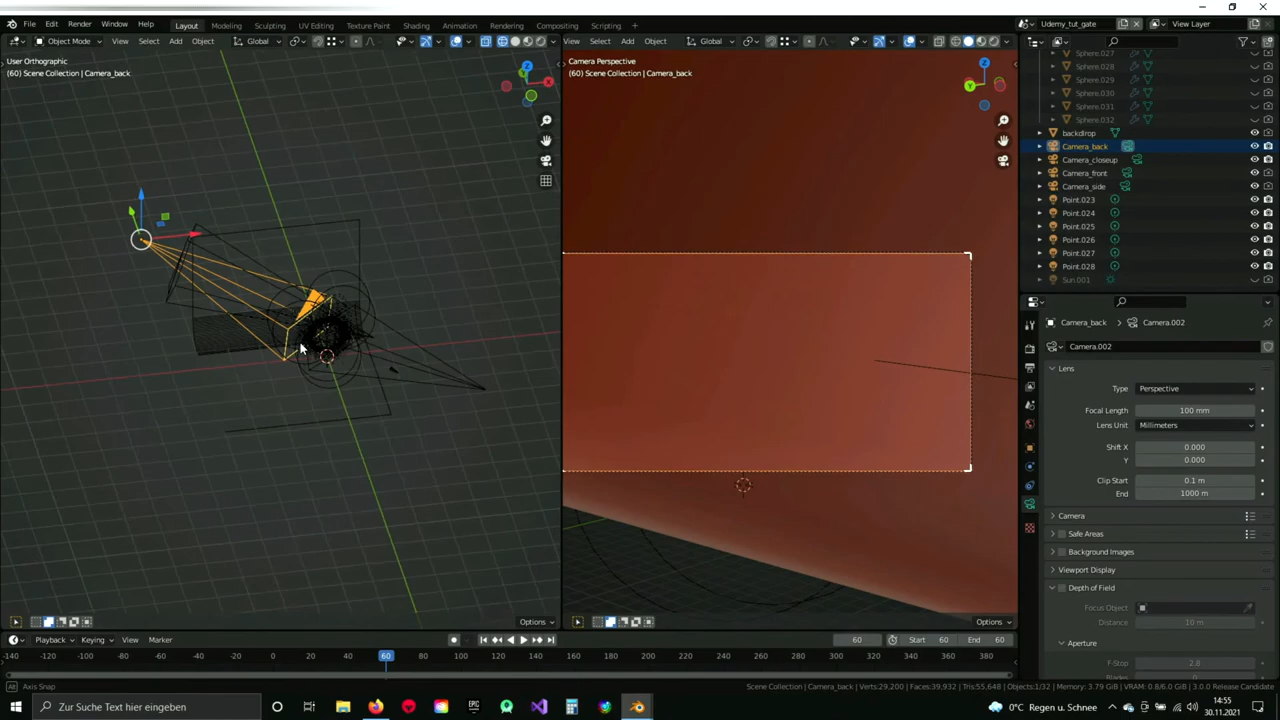 File Edit Render Window Help Layout Modeling Sculpting UV Editing Texture Paint Shading Animation Rendering Compositing Scripting + Udemy_tut_gate View Layer
Object Mode View Select Add Object Global View Select Add Object Global Options
User Orthographic
(60) Scene Collection | Camera_back
Camera Perspective
(60) Scene Collection | Camera_back
Sphere.027
Sphere.028
Sphere.029
Sphere.030
Sphere.031
Sphere.032
backdrop
Camera_back
Camera_closeup
Camera_front
Camera_side
Point.023
Point.024
Point.025
Point.026
Point.027
Point.028
Sun.001
Camera_back Camera.002
Camera.002
Lens
Type Perspective
Focal Length 100 mm
Lens Unit Millimeters
Shift X 0.000
Y 0.000
Clip Start 0.1 m
End 1000 m
Camera
Safe Areas
Background Images
Viewport Display
Depth of Field
Focus Object
Distance 10 m
Aperture
F-Stop 2.8
Options Options
Playback Keying View Marker 60 Start 60 End 60
-140 -120 -100 -80 -60 -40 -20 0 20 40 60 80 100 120 140 160 180 200 220 240 260 280 300 320 340 360 380
Axis Snap Scene Collection | Camera_back | Verts:29,200 | Faces:39,932 | Tris:55,648 | Objects:1/32 | Memory: 3.79 GiB | VRAM: 0.8/6.0 GiB | 3.0.0 Release Candidate
Zur Suche Text hier eingeben 0°C Regen u. Schnee 14:55
30.11.2021